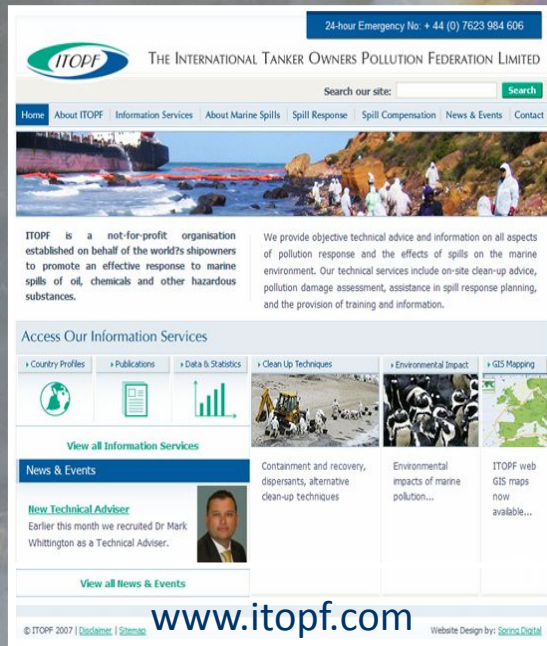 24-hour Emergency No: + 44 (0) 7623 984 606
ITOPF
THE INTERNATIONAL TANKER OWNERS POLLUTION FEDERATION LIMITED
Search our site:
Search
Home About ITOPF Information Services About Marine Spills Spill Response Spill Compensation News & Events Contact
ITOPF is a not-for-profit organisation
established on behalf of the world?s shipowners
to promote an effective response to marine
spills of oil, chemicals and other hazardous
substances.
We provide objective technical advice and information on all aspects
of pollution response and the effects of spills on the marine
environment. Our technical services include on-site clean-up advice,
pollution damage assessment, assistance in spill response planning,
and the provision of training and information.
Access Our Information Services
Country Profiles
Publications
Data & Statistics
Clean Up Techniques
Environmental Impact
GIS Mapping
View all Information Services
News & Events
New Technical Adviser
Earlier this month we recruited Dr Mark
Whittington as a Technical Adviser.
View all News & Events
Containment and recovery,
dispersants, alternative
clean-up techniques
Environmental
impacts of marine
pollution...
ITOPF web
GIS maps
now
available...
© ITOPF 2007 | Disclaimer | Sitemap
www.itopf.com
Website Design by: Spring Digital